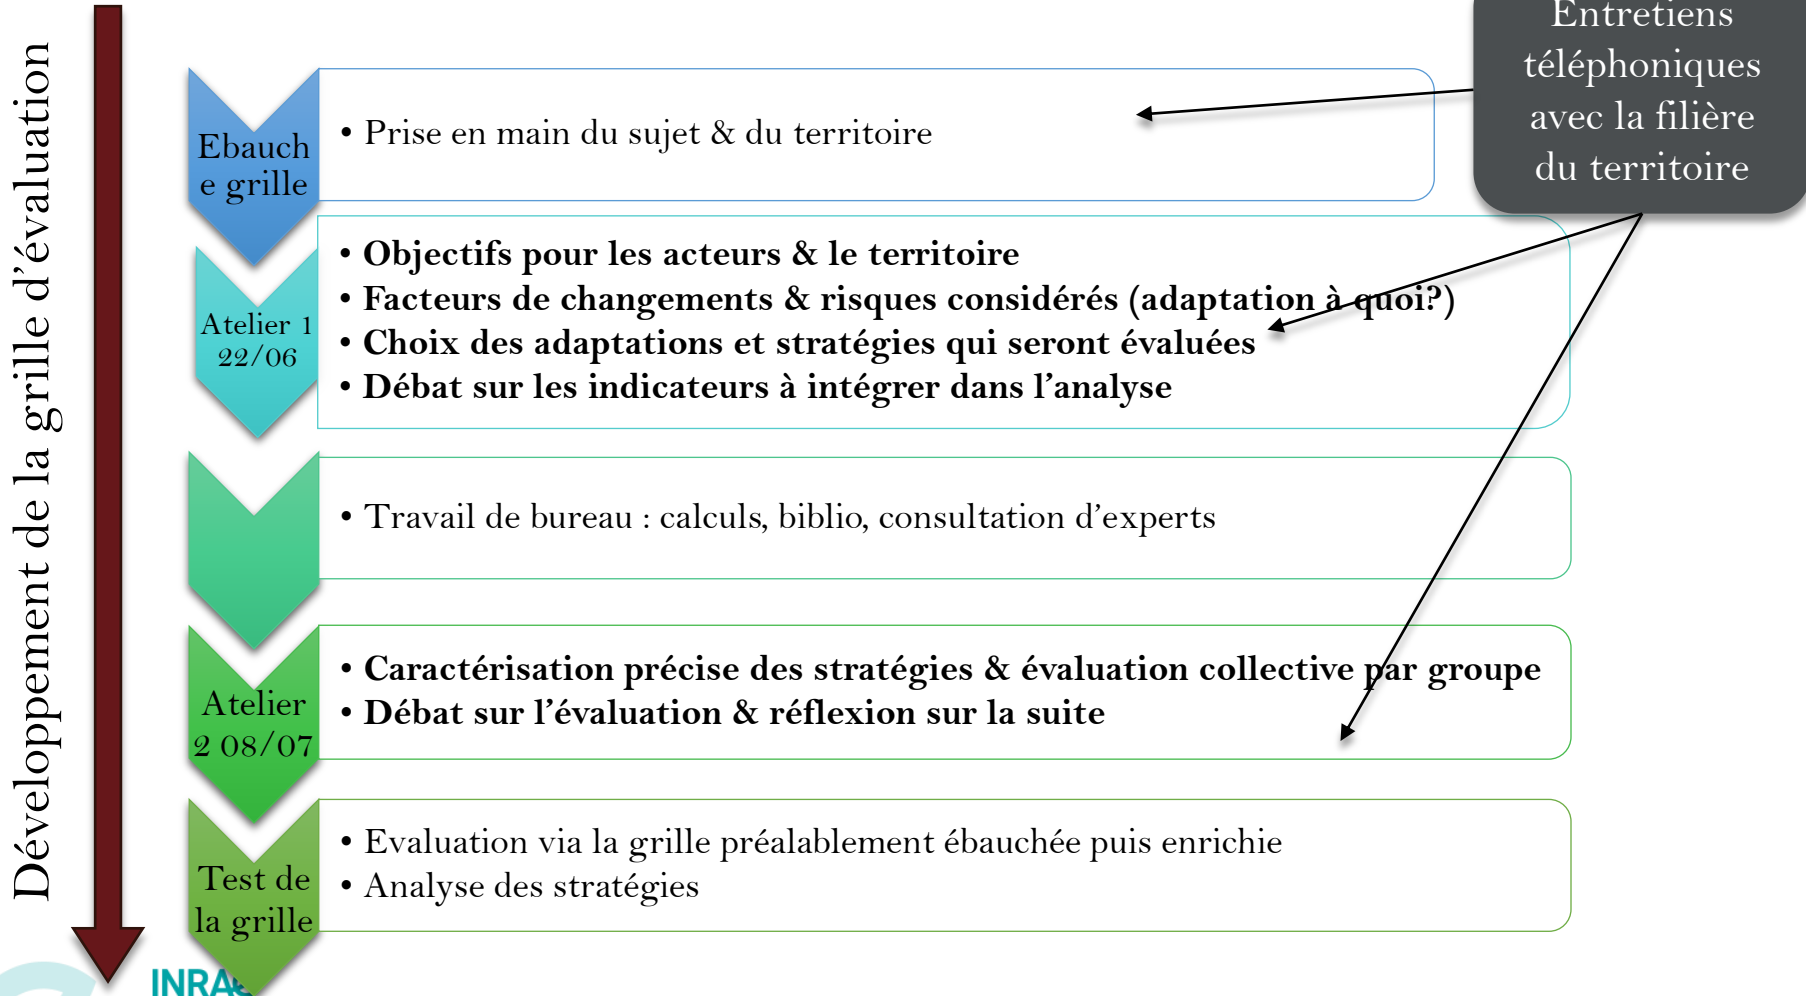 Développement de la grille d'évaluation
Entretiens
téléphoniques
avec la filière
du territoire
Ebauch
e grille
• Prise en main du sujet & du territoire
Atelier 1
22/06
• Objectifs pour les acteurs & le territoire
• Facteurs de changements & risques considérés (adaptation à quoi?)
• Choix des adaptations et stratégies qui seront évaluées
• Débat sur les indicateurs à intégrer dans l'analyse
• Travail de bureau : calculs, biblio, consultation d'experts
Atelier
2 08/07
• Caractérisation précise des stratégies & évaluation collective par groupe
• Débat sur l'évaluation & réflexion sur la suite
Test de
la grille
• Evaluation via la grille préalablement ébauchée puis enrichie
• Analyse des stratégies